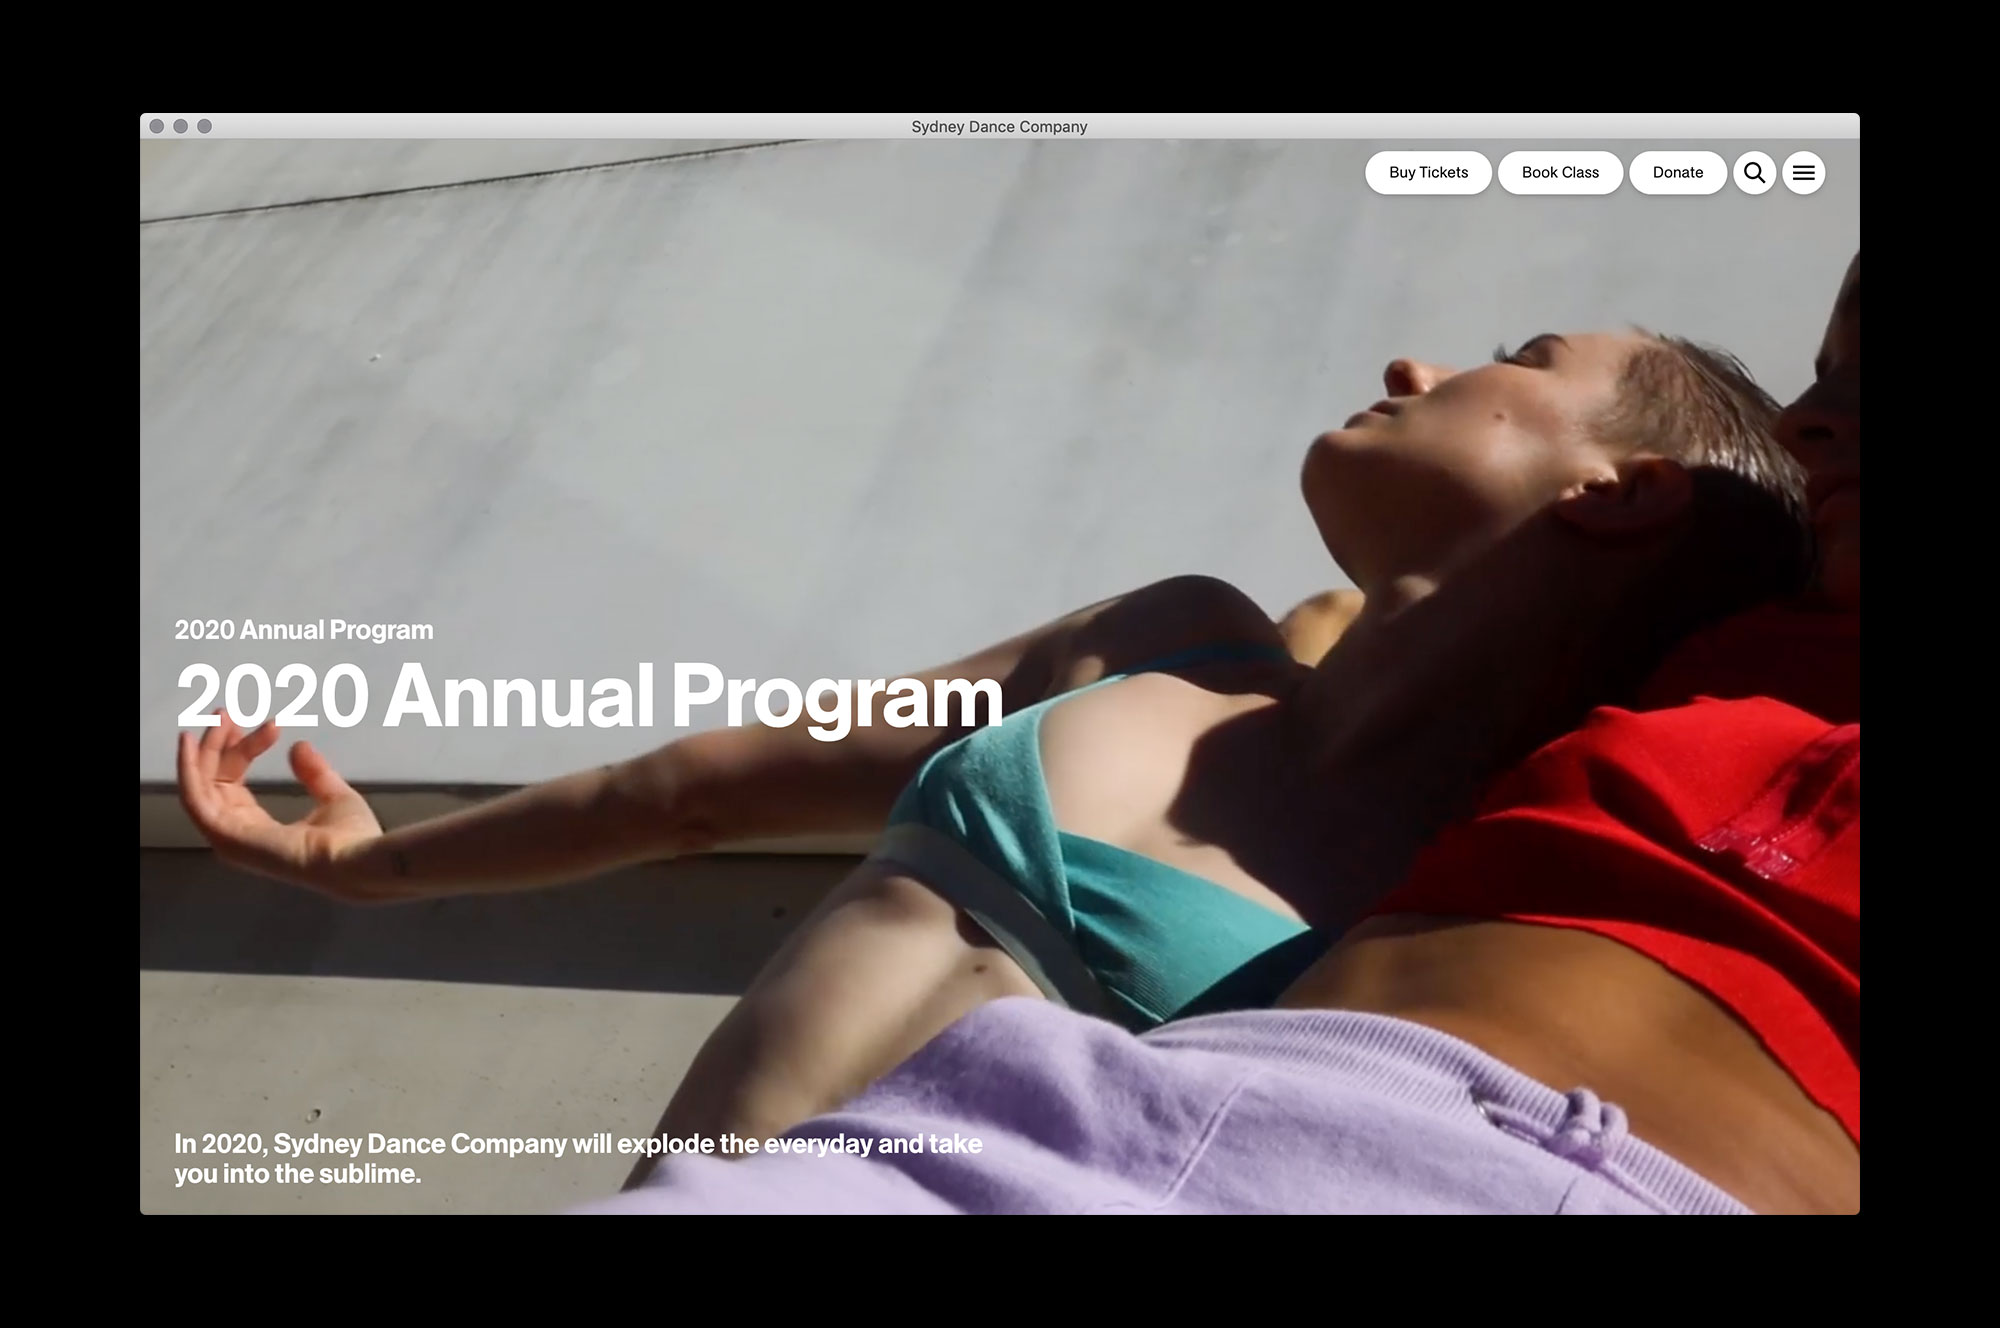 Sydney Dance Company
Buy Tickets
Book Class
Donate
2020 Annual Program
2020 Annual Program
In 2020, Sydney Dance Company will explode the everyday and take
you into the sublime.